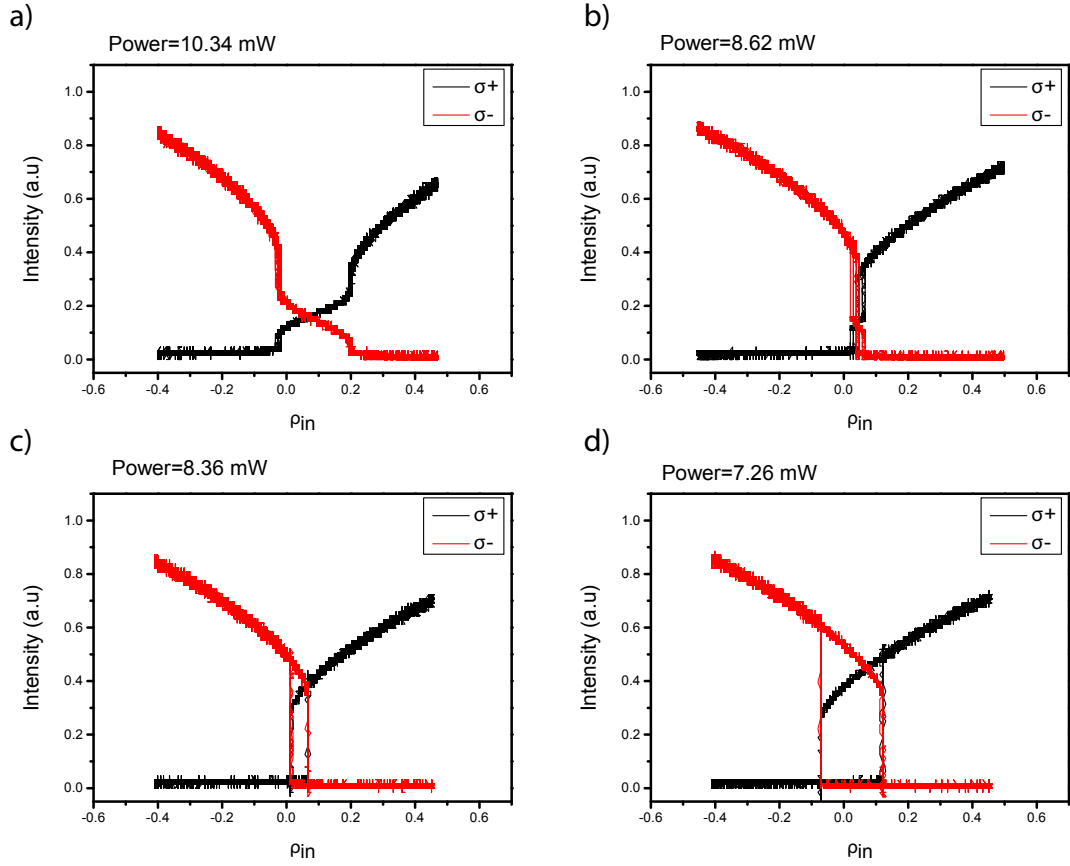 a)
Power=10.34 mW
σ+
σ-
1.0
0.8
0.6
0.4
0.2
0.0
Intensity (a.u)
-0.6 -0.4 -0.2 0.0 0.2 0.4 0.6
ρin
b)
Power=8.62 mW
σ+
σ-
1.0
0.8
0.6
0.4
0.2
0.0
Intensity (a.u)
-0.6 -0.4 -0.2 0.0 0.2 0.4 0.6
ρin
c)
Power=8.36 mW
σ+
σ-
1.0
0.8
0.6
0.4
0.2
0.0
Intensity (a.u)
-0.6 -0.4 -0.2 0.0 0.2 0.4 0.6
ρin
d)
Power=7.26 mW
σ+
σ-
1.0
0.8
0.6
0.4
0.2
0.0
Intensity (a.u)
-0.6 -0.4 -0.2 0.0 0.2 0.4 0.6
ρin